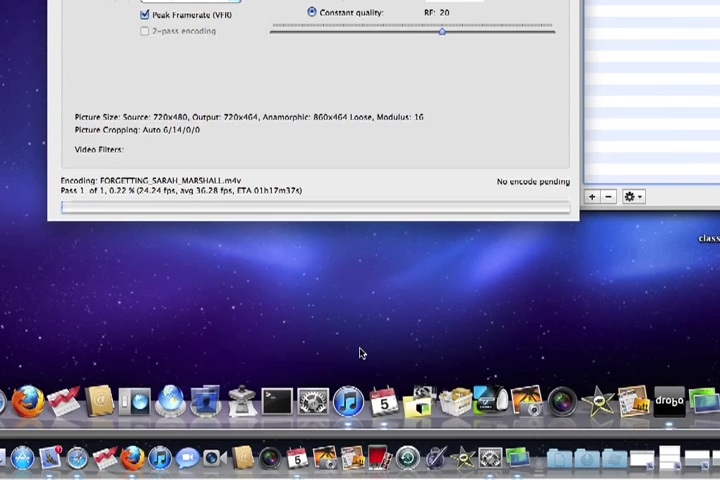 Peak Framerate (VFR)
Constant quality:
RF: 20
2-pass encoding
Picture Size: Source: 720x480, Output: 720x464, Anamorphic: 860x464 Loose, Modulus: 16
Picture Cropping: Auto 6/14/0/0
Video Filters:
Encoding: FORGETTING_SARAH_MARSHALL.m4v
Pass 1 of 1, 0.22 % (24.24 fps, avg 36.28 fps, ETA 01h17m37s)
No encode pending
class
5
drobo
5